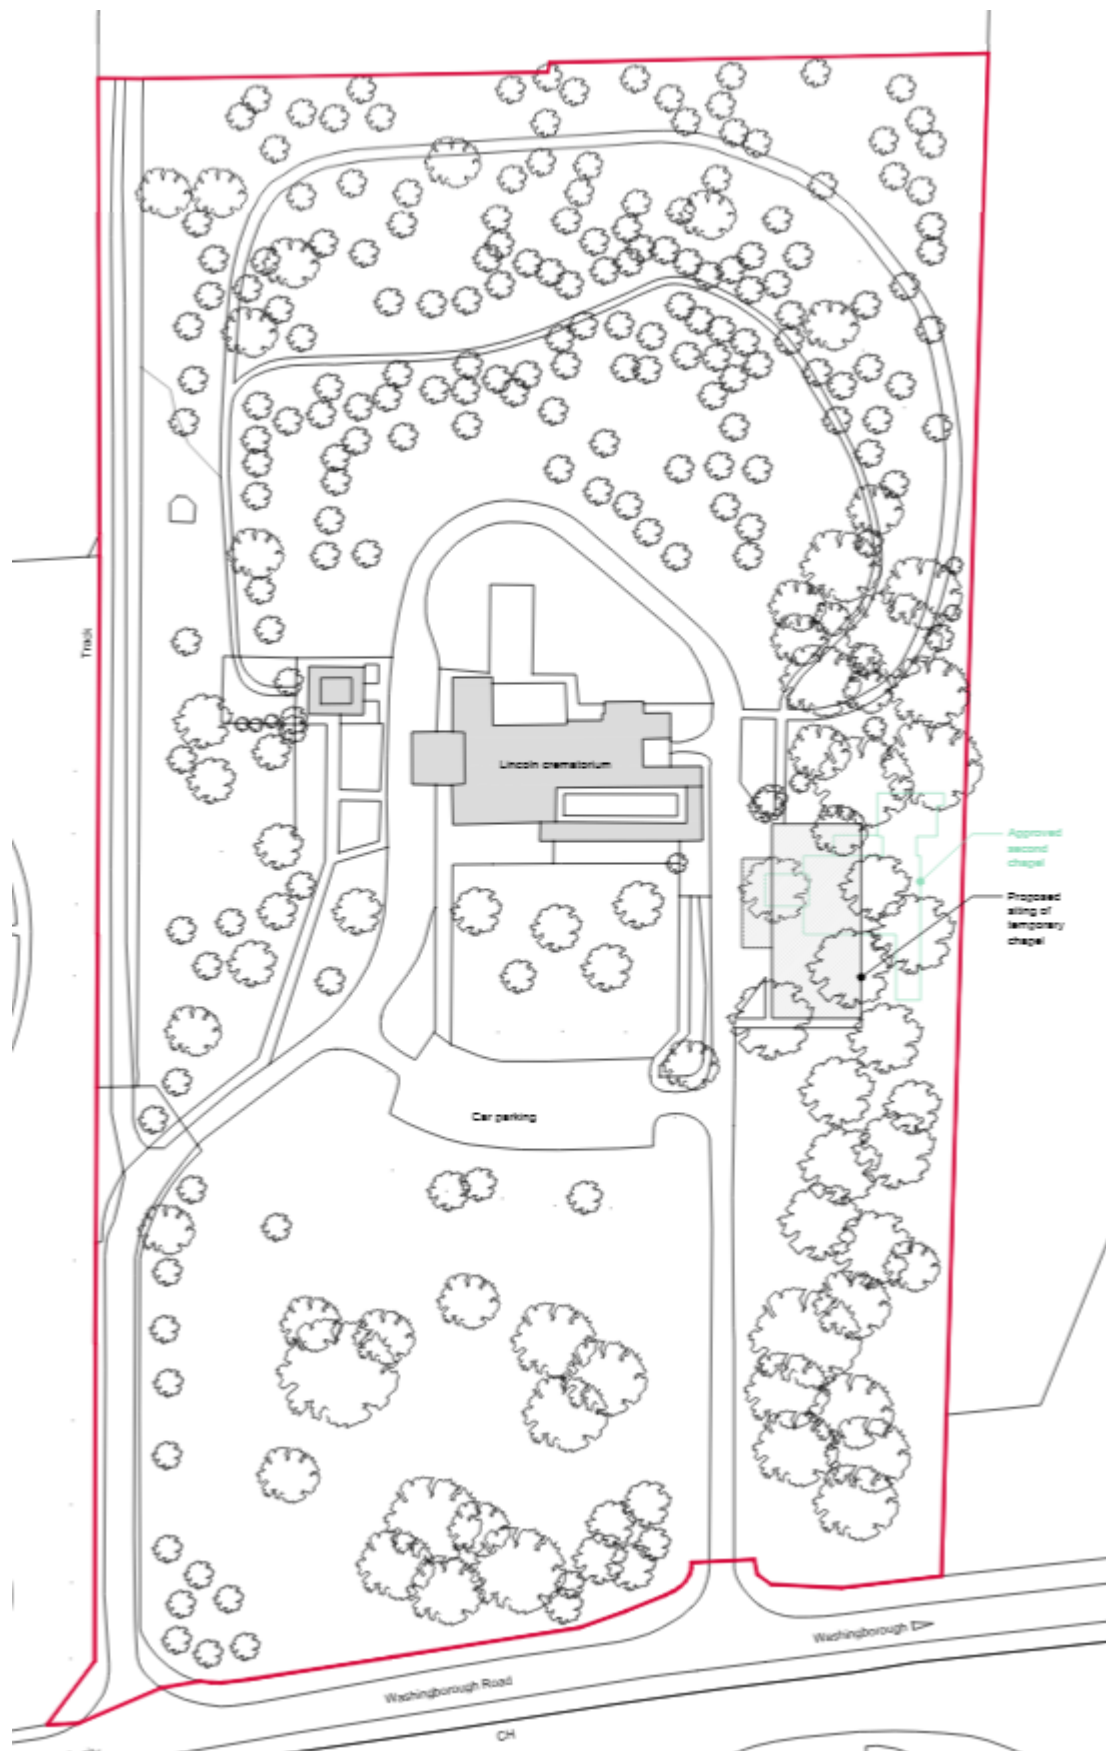 Track
Lincoln crematorium
Approved
second
chapel
Proposed
siting of
temporary
chapel
Car parking
Washingborough
Washingborough Road
CH